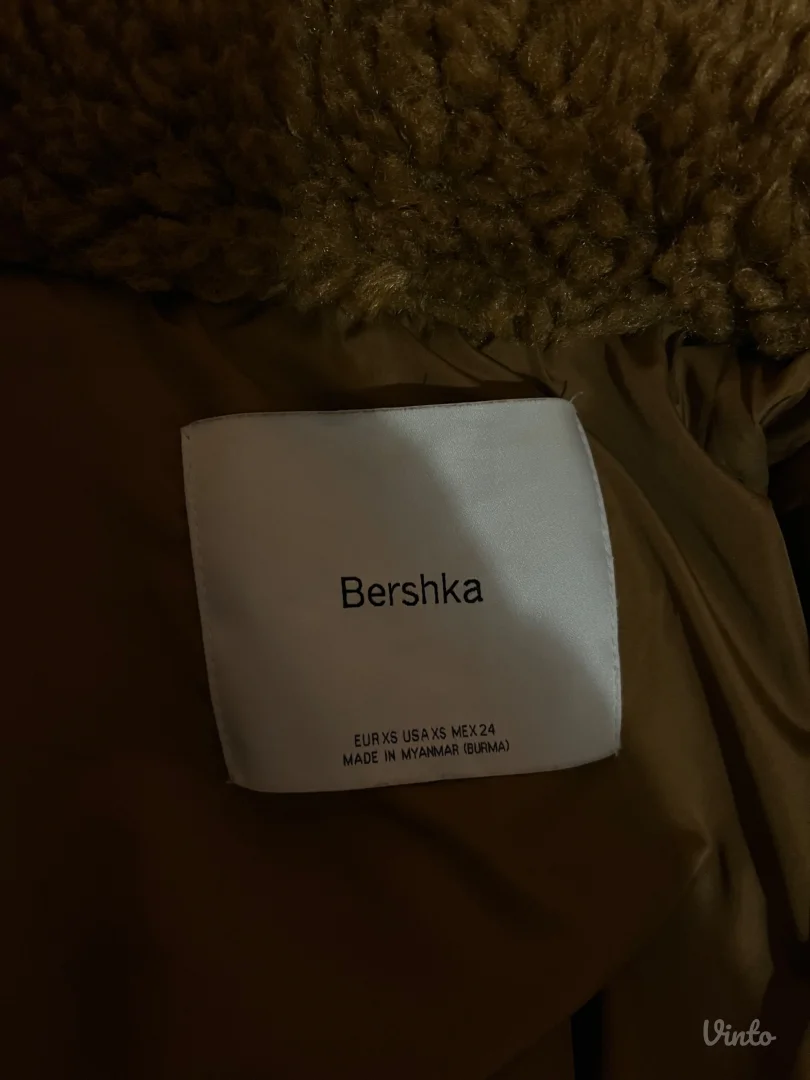 Bershka
EUR XS USA XS MEX 24
MADE IN MYANMAR (BURMA)
Vinto